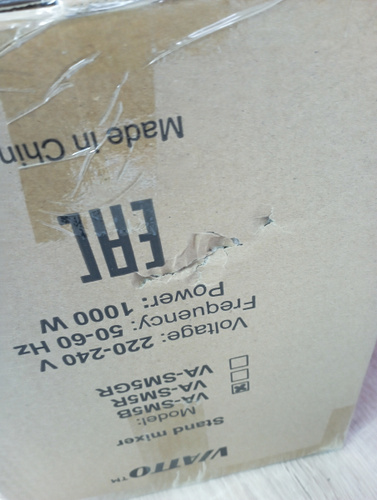 VIATTO™
Stand mixer
Model:
VA-SM5B
VA-SM5R
VA-SM5GR
Voltage: 220-240 V
Frequency: 50-60 Hz
Power: 1000 W
EAC
Made in Chin